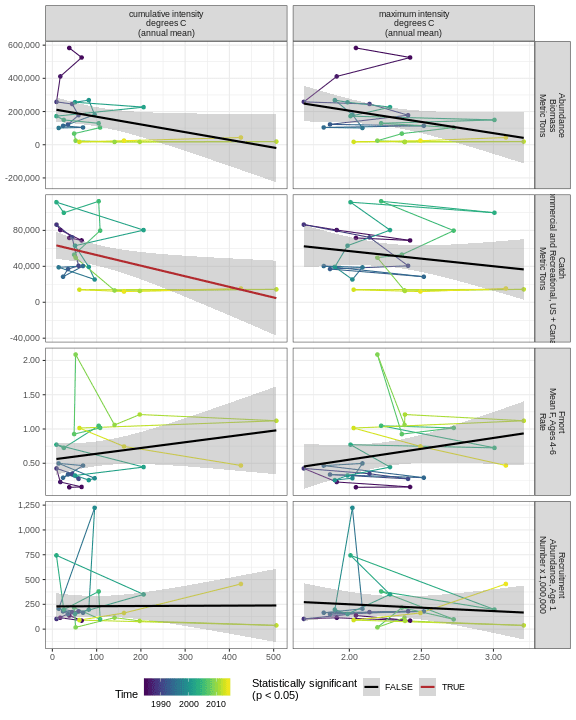 cumulative intensity
degrees C
(annual mean)
maximum intensity
degrees C
(annual mean)
600,000
400,000
200,000
0
-200,000
Abundance
Biomass
Metric Tons
80,000
40,000
0
-40,000
Catch
and Recreational, US +
Metric Tons
2.00
1.50
1.00
0.50
Fmort
Mean F, Ages 4-6
Rate
1,250
1,000
750
500
250
0
Recruitment
Abundance, Age 1
Number x 1,000,000
0 100 200 300 400 500
2.00 2.50 3.00
Time
1990 2000 2010
Statistically significant
(p < 0.05)
FALSE
TRUE